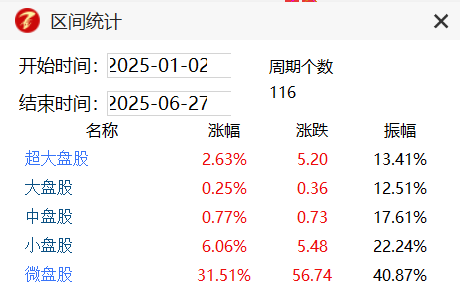 区间统计
开始时间： 2025-01-02 周期个数
结束时间： 2025-06-27 116
名称 涨幅 涨跌 振幅
超大盘股 2.63% 5.20 13.41%
大盘股 0.25% 0.36 12.51%
中盘股 0.77% 0.73 17.61%
小盘股 6.06% 5.48 22.24%
微盘股 31.51% 56.74 40.87%